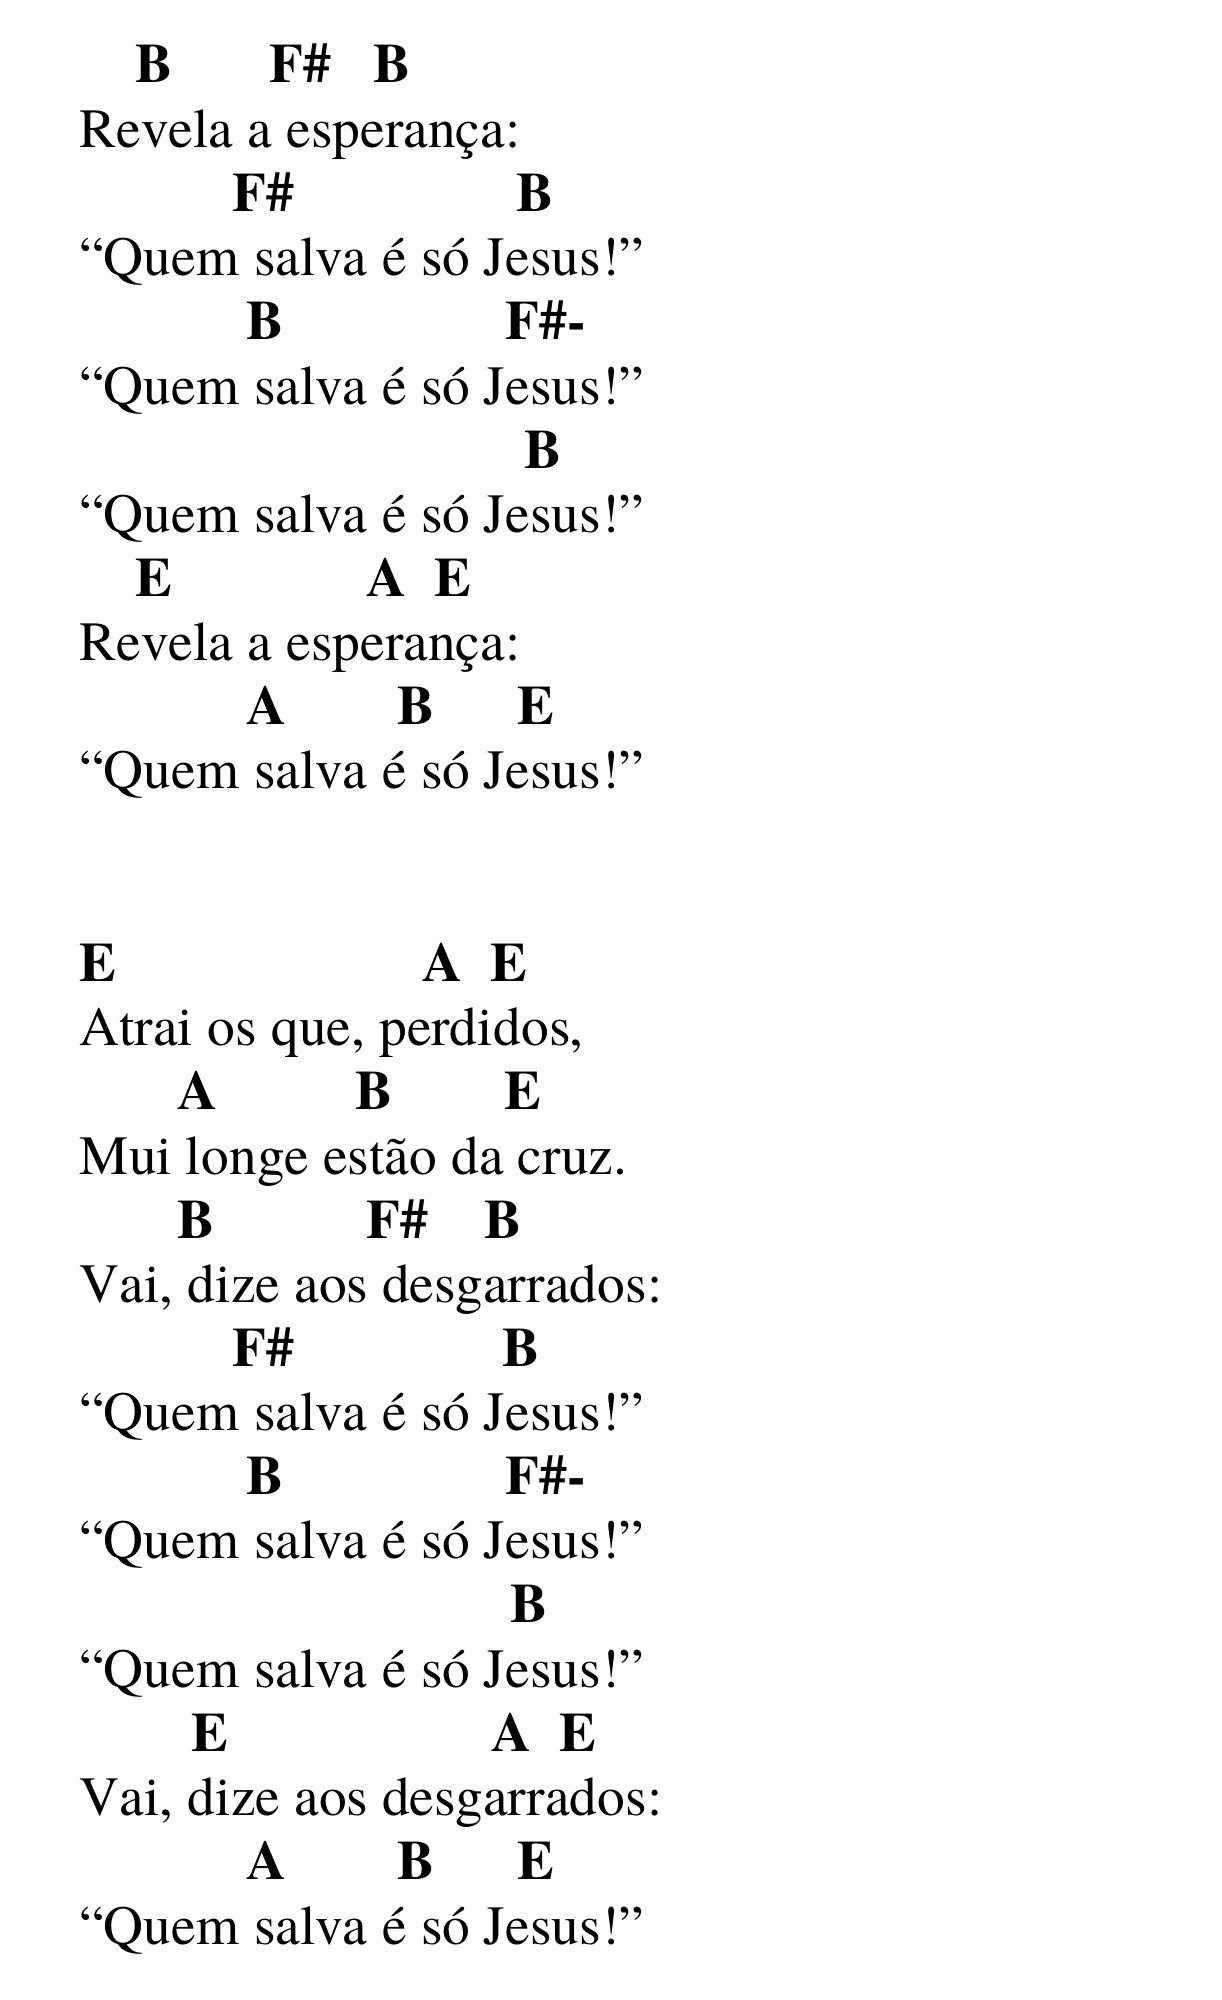 B F# B
Revela a esperança:
F# B
“Quem salva é só Jesus!”
B F#-
“Quem salva é só Jesus!”
B
“Quem salva é só Jesus!”
E A E
Revela a esperança:
A B E
“Quem salva é só Jesus!”
E A E
Atrai os que, perdidos,
A B E
Mui longe estão da cruz.
B F# B
Vai, dize aos desgarrados:
F# B
“Quem salva é só Jesus!”
B F#-
“Quem salva é só Jesus!”
B
“Quem salva é só Jesus!”
E A E
Vai, dize aos desgarrados:
A B E
“Quem salva é só Jesus!”